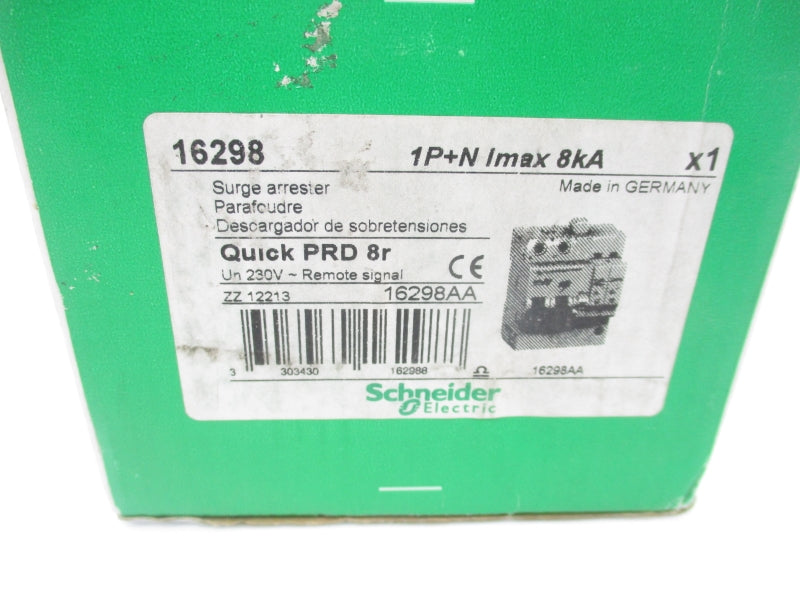 16298 1P+N Imax 8kA x1
Surge arrester Made in GERMANY
Parafoudre
Descargador de sobretensiones
Quick PRD 8r
Un 230V ~ Remote signal CE
ZZ 12213 16298AA
3 303430 162988 16298AA
Schneider
Electric